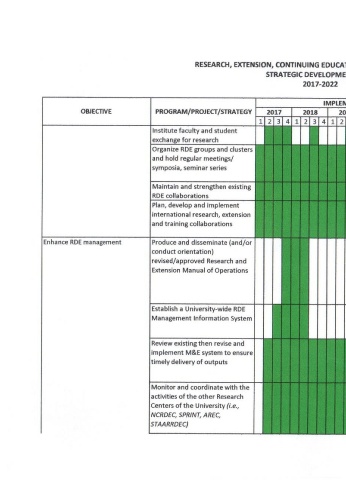 RESEARCH, EXTENSION, CONTINUING EDUCA
STRATEGIC DEVELOPME
2017-2022
IMPLEN
OBJECTIVE PROGRAM/PROJECT/STRATEGY 2017 2018 20
1 2 3 4 1 2 3 4 1 2
Institute faculty and student
exchange for research
Organize RDE groups and clusters
and hold regular meetings/
symposia, seminar series
Maintain and strengthen existing
RDE collaborations
Plan, develop and implement
international research, extension
and training collaborations
Enhance RDE management
Produce and disseminate (and/or
conduct orientation)
revised/approved Research and
Extension Manual of Operations
Establish a University-wide RDE
Management Information System
Review existing then revise and
implement M&E system to ensure
timely delivery of outputs
Monitor and coordinate with the
activities of the other Research
Centers of the University (i.e.,
NCRDEC, SPRINT, AREC,
STAARRDEC)